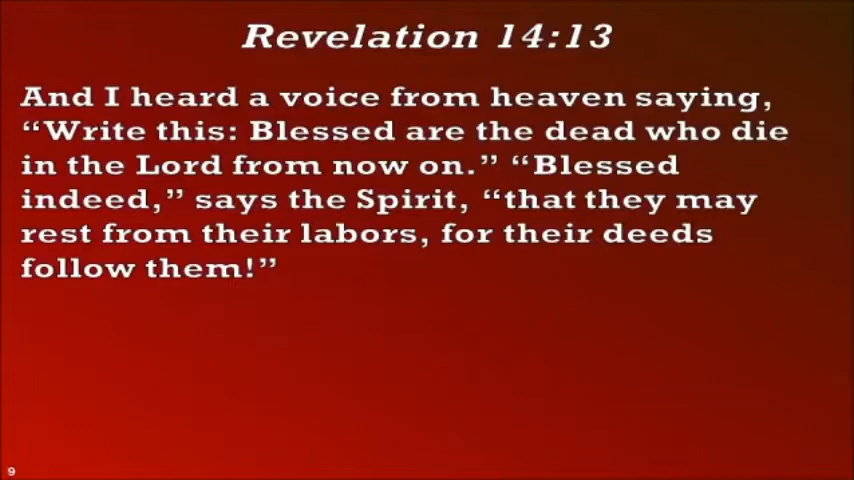 Revelation 14:13
And I heard a voice from heaven saying,
“Write this: Blessed are the dead who die
in the Lord from now on.” “Blessed
indeed,” says the Spirit, “that they may
rest from their labors, for their deeds
follow them!”
9